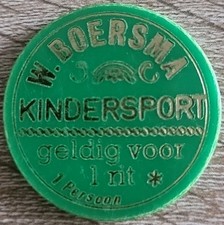 W. BOERSMA
KINDERSPORT
geldig voor
1 rit *
1 Persoon